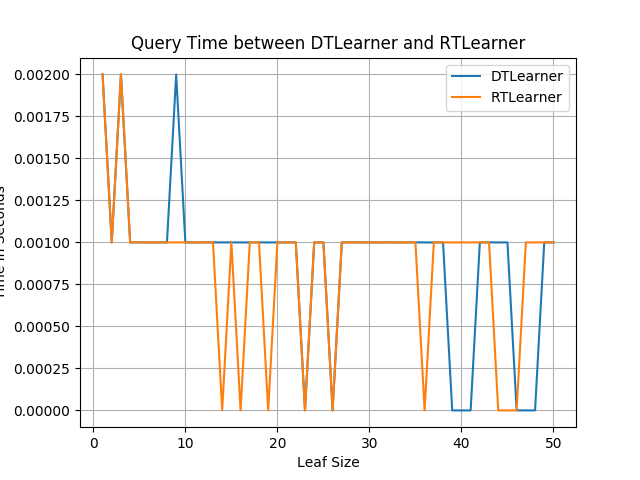 Query Time between DTLearner and RTLearner
DTLearner
RTLearner
0.00200
0.00175
0.00150
0.00125
0.00100
0.00075
0.00050
0.00025
0.00000
Time in Seconds
0 10 20 30 40 50
Leaf Size